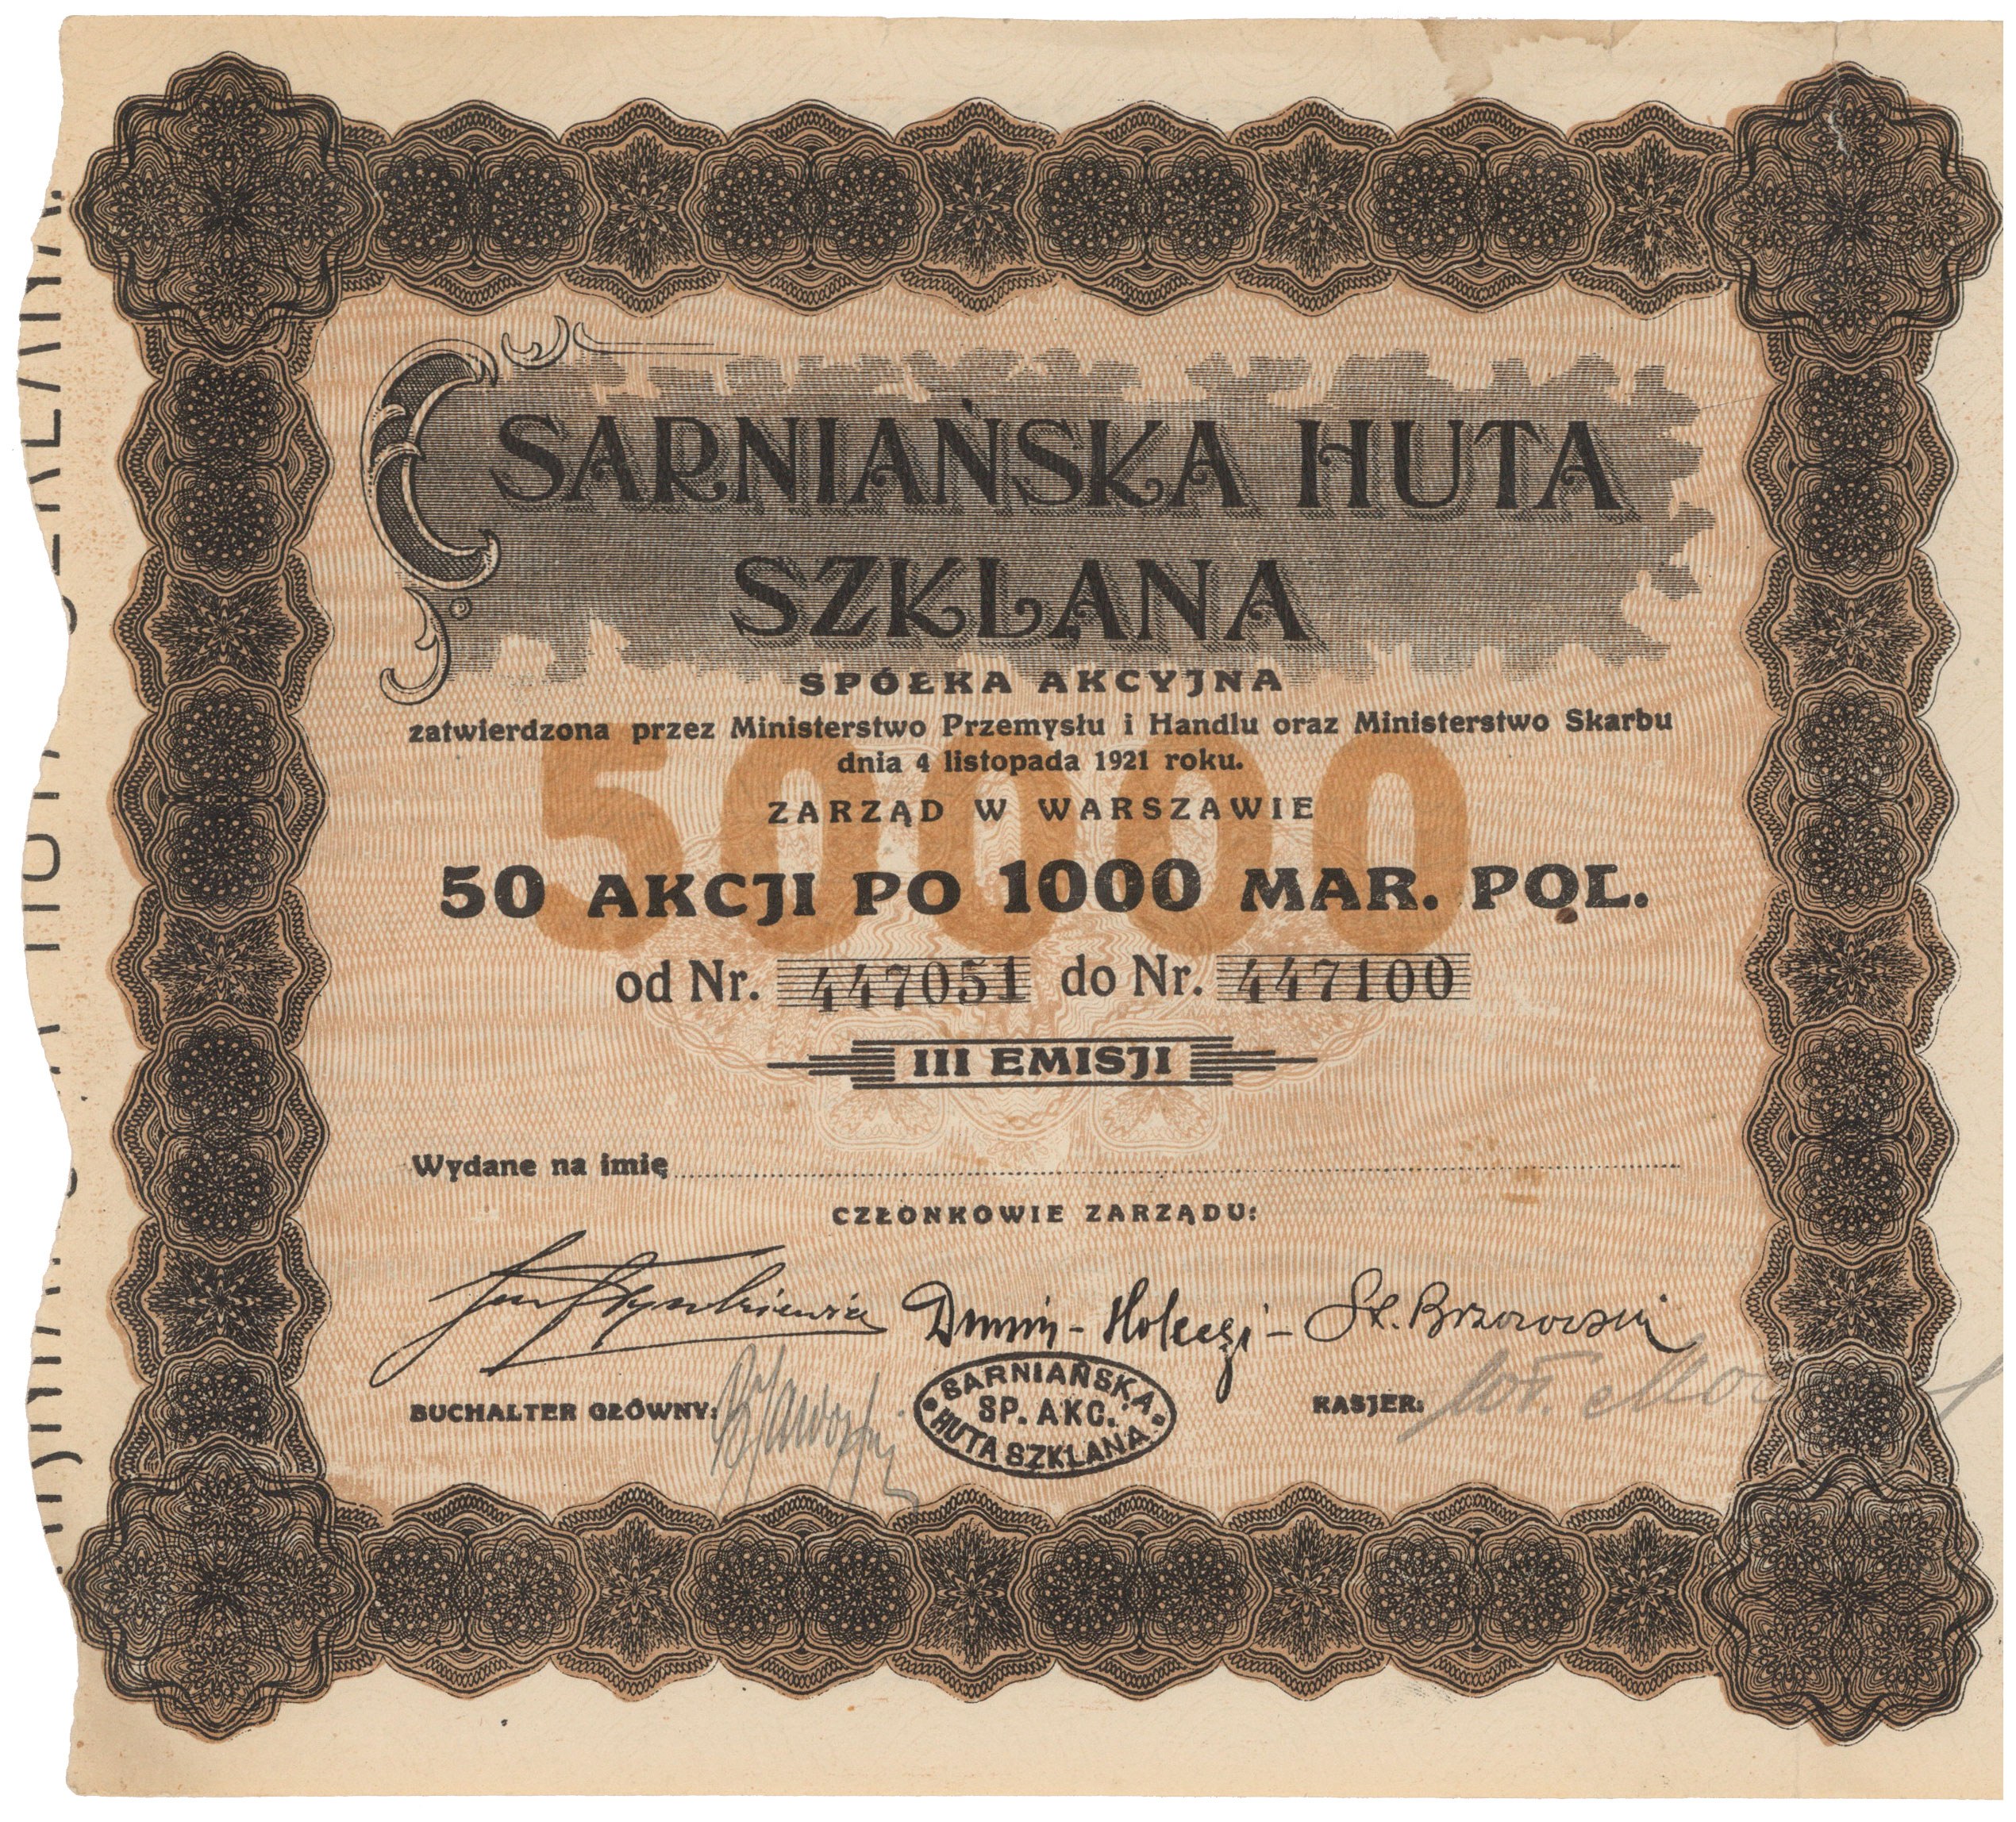 SARNIAŃSKA HUTA
SZKLANA
SPÓŁKA AKCYJNA
zatwierdzona przez Ministerstwo Przemysłu i Handlu oraz Ministerstwo Skarbu
dnia 4 listopada 1921 roku.
ZARZĄD W WARSZAWIE
50000
50 AKCJI PO 1000 MAR. POL.
od Nr. 447051 do Nr. 447100
III EMISJI
Wydane na imię
CZŁONKOWIE ZARZĄDU:
St. Brzozowski
BUCHALTER GŁÓWNY:
KASJER:
SARNIAŃSKA
SP. AKC.
HUTA SZKLANA